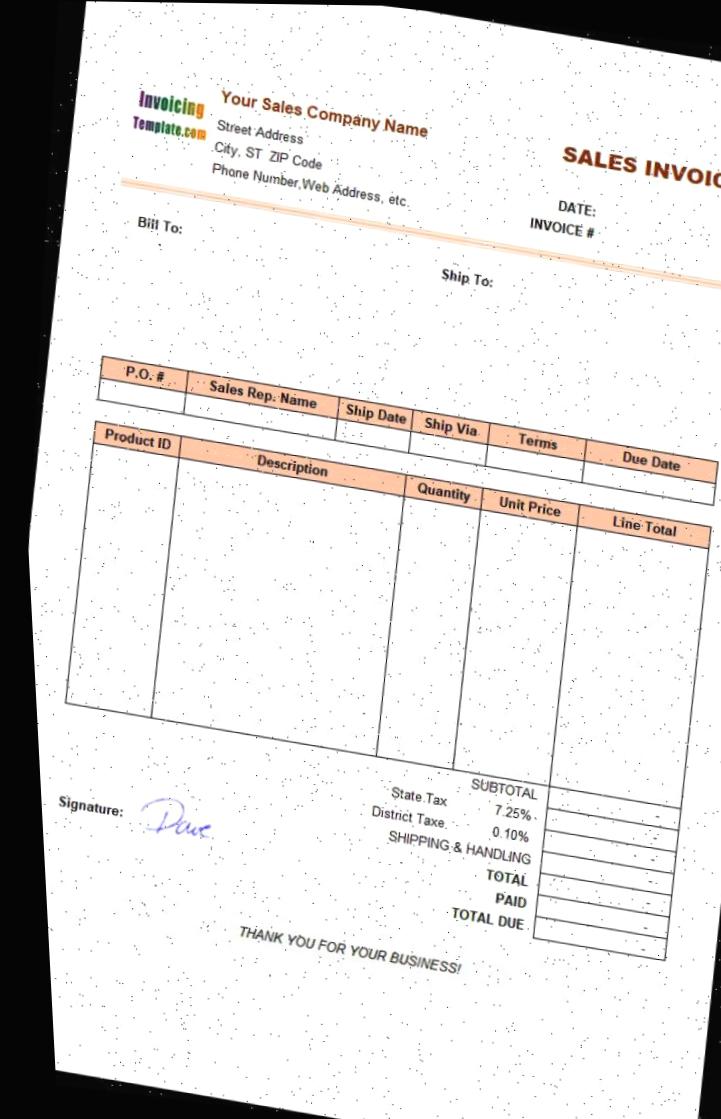 Invoicing
Template.com
Your Sales Company Name
Street Address
City, ST ZIP Code
Phone Number,Web Address, etc.
SALES INVOIC
DATE:
INVOICE #
Bill To:
Ship To:
P.O. # Sales Rep. Name Ship Date Ship Via Terms Due Date
Product ID Description Quantity Unit Price Line Total
SUBTOTAL -
State Tax 7.25% -
District Taxe 0.10% -
SHIPPING & HANDLING -
TOTAL -
PAID -
TOTAL DUE -
Signature: Dave
THANK YOU FOR YOUR BUSINESS!